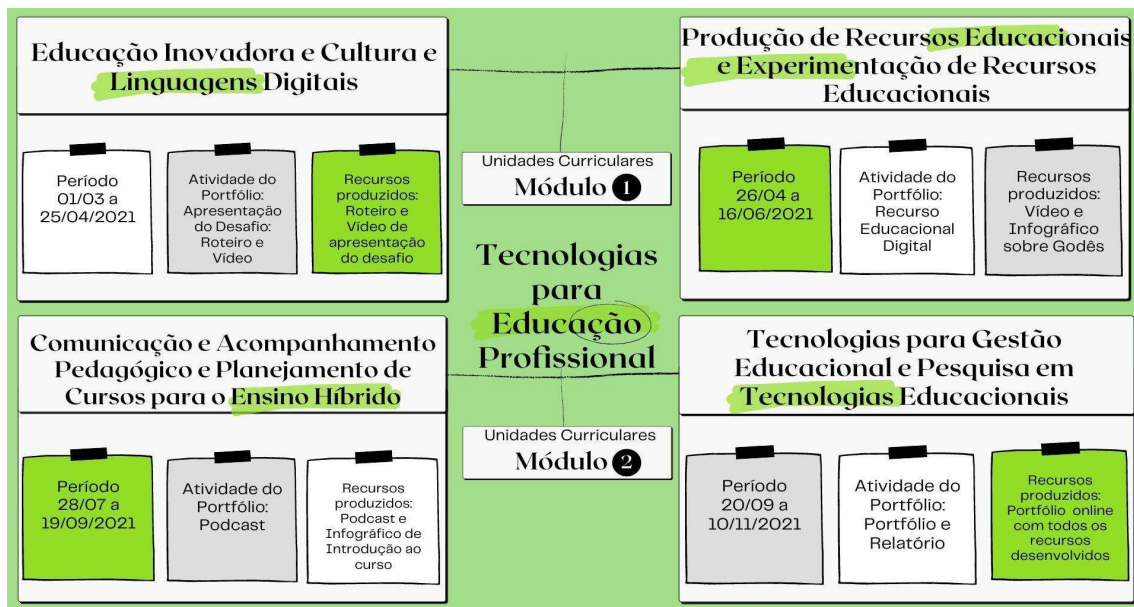 Educação Inovadora e Cultura e
Linguagens Digitais
Período
01/03 a
25/04/2021
Atividade do
Portfólio:
Apresentação
do Desafio:
Roteiro e
Vídeo
Recursos
produzidos:
Roteiro e
Vídeo de
apresentação
do desafio
Unidades Curriculares
Módulo 1
Produção de Recursos Educacionais
e Experimentação de Recursos
Educacionais
Período
26/04 a
16/06/2021
Atividade do
Portfólio:
Recurso
Educacional
Digital
Recursos
produzidos:
Vídeo e
Infográfico
sobre Godês
Tecnologias
para
Educação
Profissional
Comunicação e Acompanhamento
Pedagógico e Planejamento de
Cursos para o Ensino Híbrido
Período
28/07 a
19/09/2021
Atividade do
Portfólio:
Podcast
Recursos
produzidos:
Podcast e
Infográfico de
Introdução ao
curso
Unidades Curriculares
Módulo 2
Tecnologias para Gestão
Educacional e Pesquisa em
Tecnologias Educacionais
Período
20/09 a
10/11/2021
Atividade do
Portfólio:
Portfólio e
Relatório
Recursos
produzidos:
Portfólio online
com todos os
recursos
desenvolvidos